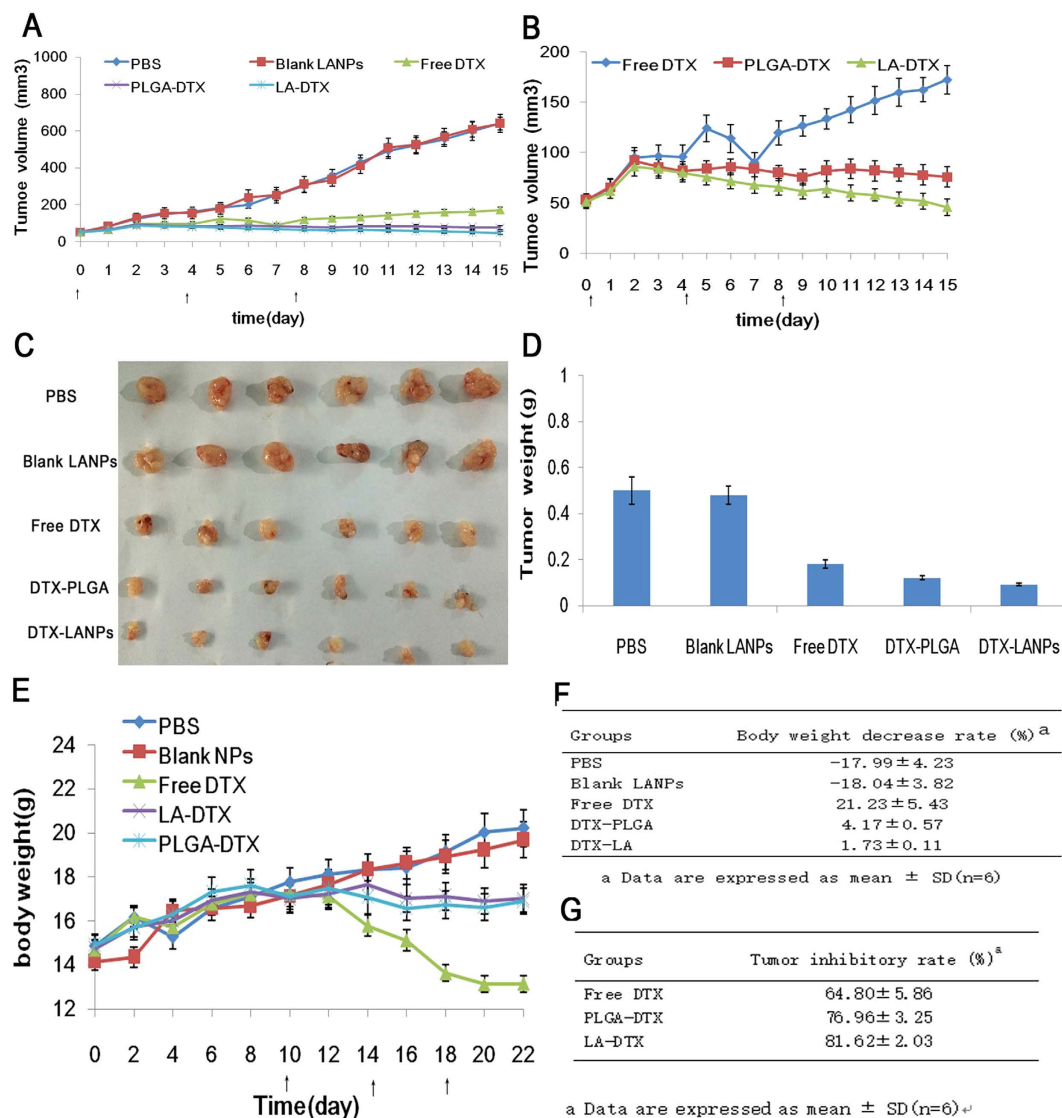 A
PBS Blank LANPs Free DTX
PLGA-DTX LA-DTX
Tumoe volume (mm3)
1000
800
600
400
200
0
0 1 2 3 4 5 6 7 8 9 10 11 12 13 14 15
↑ ↑ ↑
time(day)
B
Free DTX PLGA-DTX LA-DTX
Tumoe volume (mm3)
200
150
100
50
0
0 1 2 3 4 5 6 7 8 9 10 11 12 13 14 15
↑ ↑ ↑
time(day)
C
PBS
Blank LANPs
Free DTX
DTX-PLGA
DTX-LANPs
D
Tumor weight(g)
1
0.8
0.6
0.4
0.2
0
PBS Blank LANPs Free DTX DTX-PLGA DTX-LANPs
E
PBS
Blank NPs
Free DTX
LA-DTX
PLGA-DTX
body weight(g)
24
22
20
18
16
14
12
0 2 4 6 8 10 12 14 16 18 20 22
↑ ↑ ↑
Time(day)
F
Groups Body weight decrease rate (%)a
PBS -17.99±4.23
Blank LANPs -18.04±3.82
Free DTX 21.23±5.43
DTX-PLGA 4.17±0.57
DTX-LA 1.73±0.11
a Data are expressed as mean ± SD(n=6)
G
Groups Tumor inhibitory rate (%)a
Free DTX 64.80±5.86
PLGA-DTX 76.96±3.25
LA-DTX 81.62±2.03
a Data are expressed as mean ± SD(n=6)↵